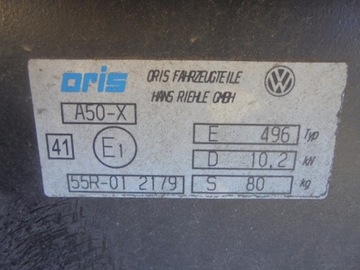 oris ORIS FAHRZEUGTEILE
HANS RIEHLE GMBH
VW
A50-X
41 E1
E 496 Typ
D 10,2 kN
55R-01 2179
S 80 kg